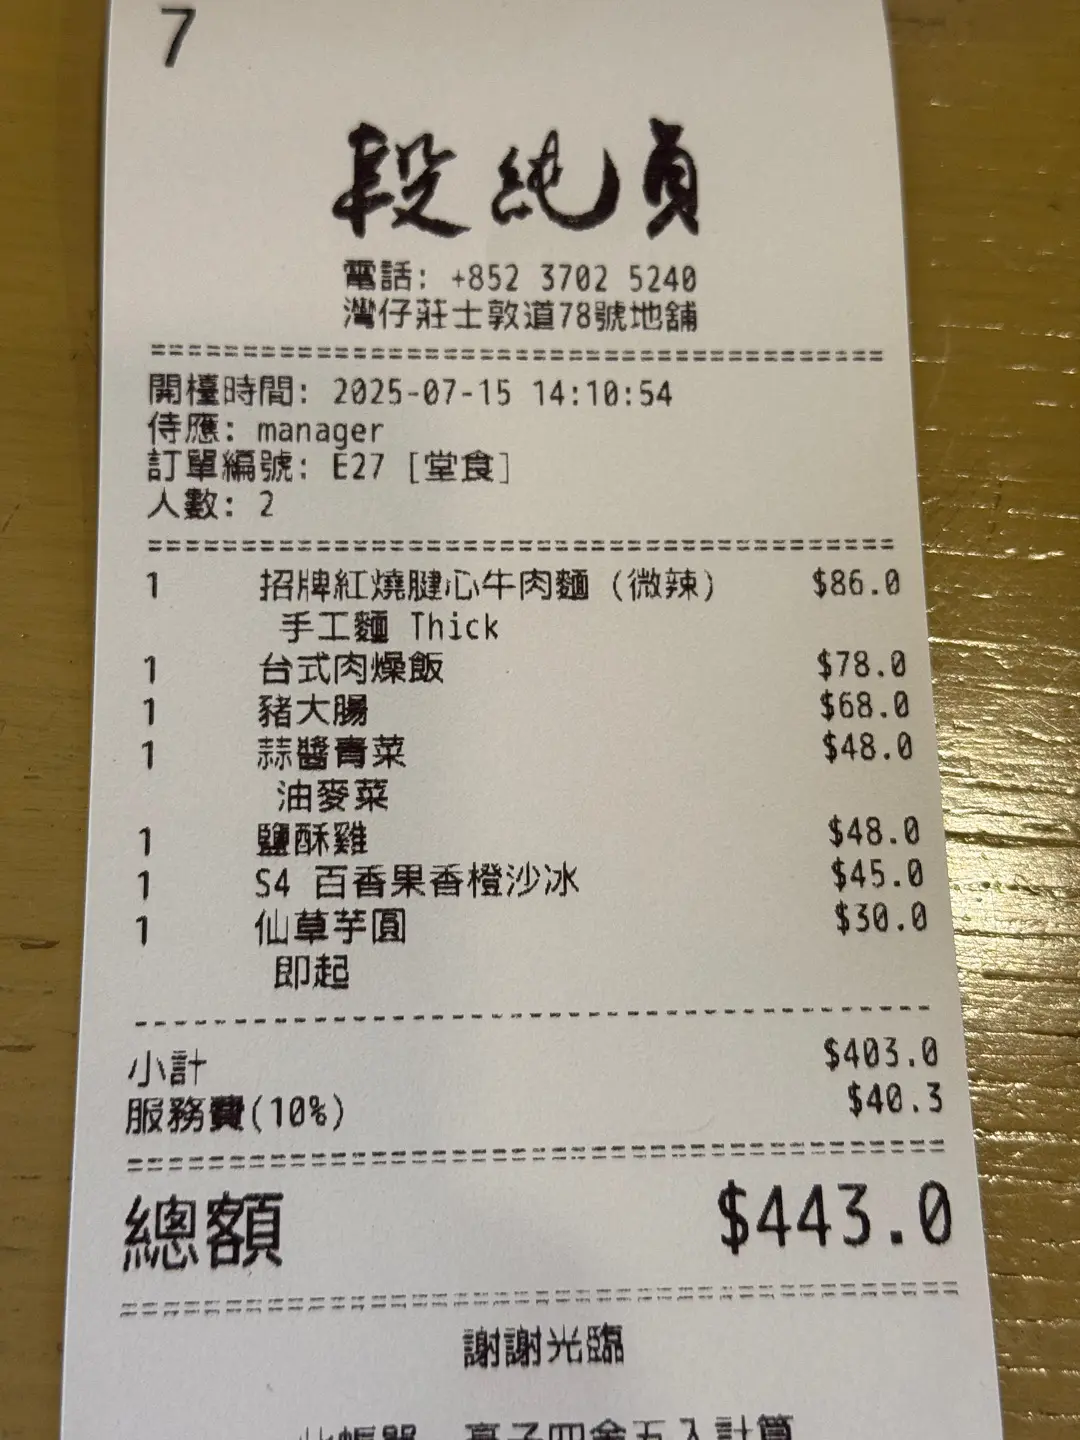 7
段純貞
電話: +852 3702 5240
灣仔莊士敦道78號地舖
開檯時間: 2025-07-15 14:10:54
侍應: manager
訂單編號: E27 [堂食]
人數: 2
1 招牌紅燒腱心牛肉麵 (微辣) $86.0
手工麵 Thick
1 台式肉燥飯 $78.0
1 豬大腸 $68.0
1 蒜醬青菜 $48.0
油麥菜
1 鹽酥雞 $48.0
1 S4 百香果香橙沙冰 $45.0
1 仙草芋圓 $30.0
即起
小計 $403.0
服務費(10%) $40.3
總額 $443.0
謝謝光臨
四舍五入計算